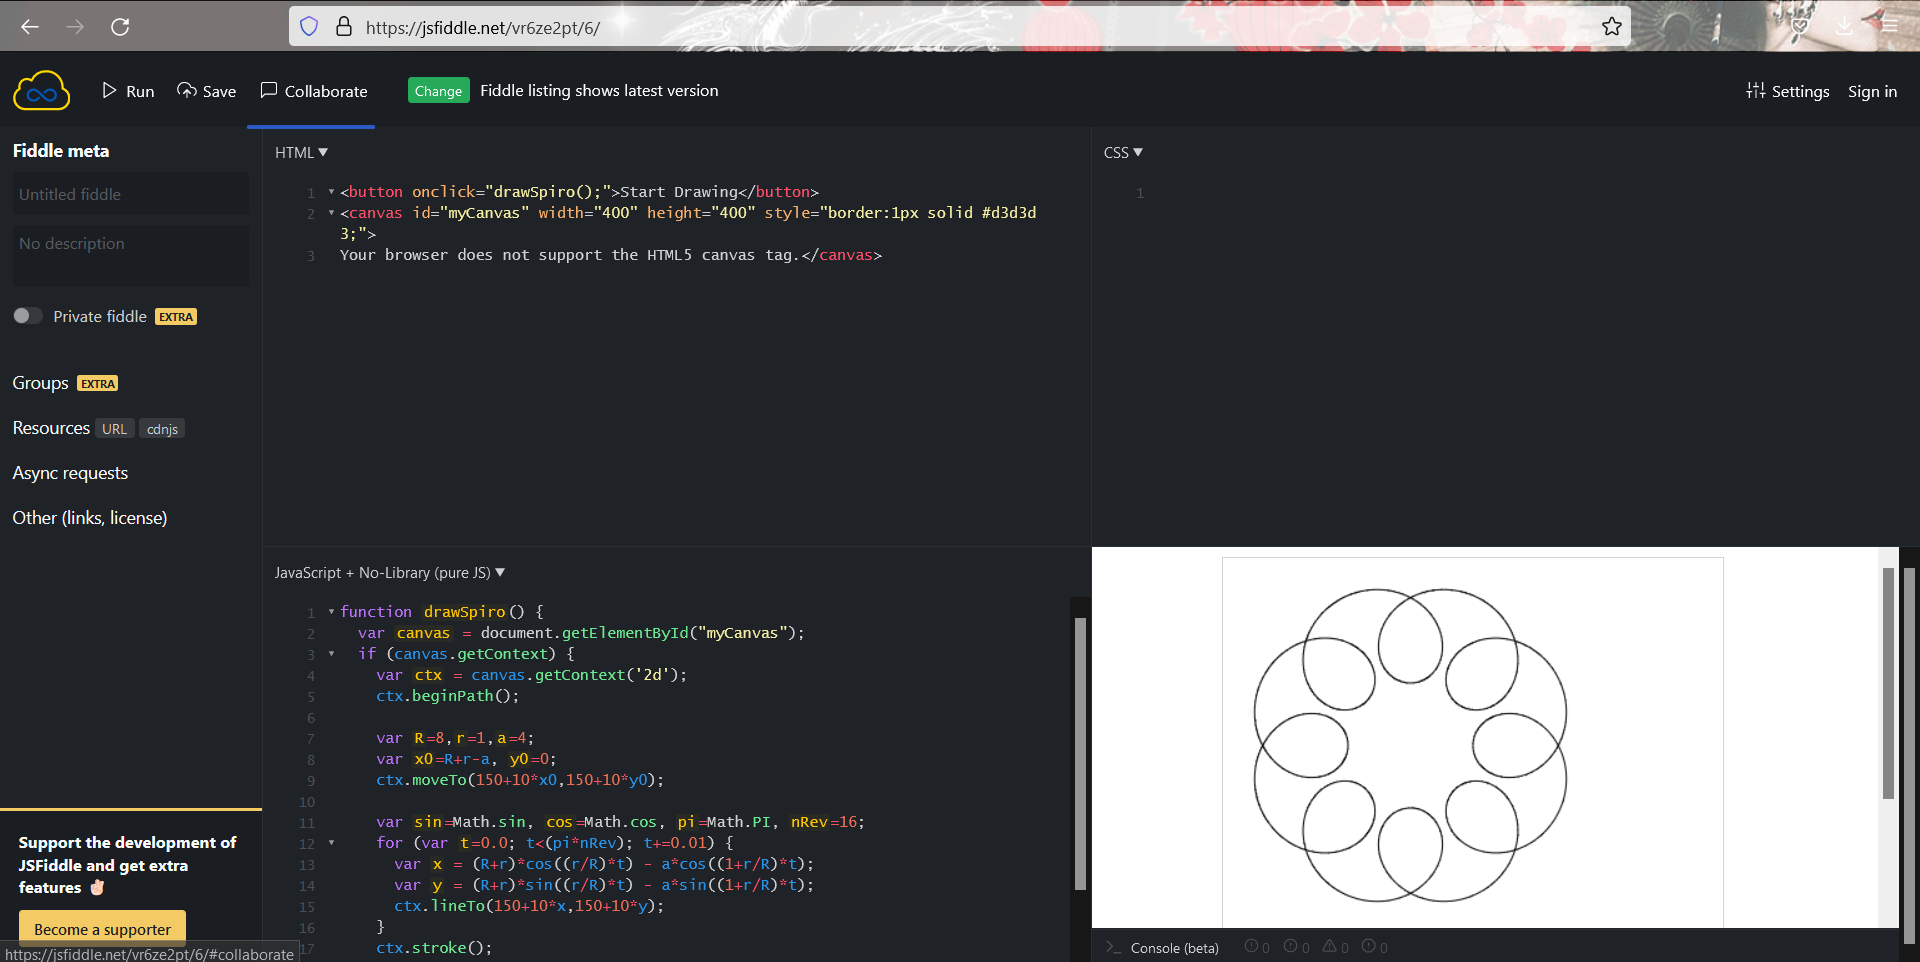 https://jsfiddle.net/vr6ze2pt/6/
Run Save Collaborate Change Fiddle listing shows latest version Settings Sign in
Fiddle meta
Untitled fiddle
No description
Private fiddle EXTRA
Groups EXTRA
Resources URL cdnjs
Async requests
Other (links, license)
Support the development of
JSFiddle and get extra
features
Become a supporter
https://jsfiddle.net/vr6ze2pt/6/#collaborate
HTML
1 <button onclick="drawSpiro();">Start Drawing</button>
2 <canvas id="myCanvas" width="400" height="400" style="border:1px solid #d3d3d
3;">
3 Your browser does not support the HTML5 canvas tag.</canvas>
CSS
1
JavaScript + No-Library (pure JS)
1 function drawSpiro() {
2 var canvas = document.getElementById("myCanvas");
3 if (canvas.getContext) {
4 var ctx = canvas.getContext('2d');
5 ctx.beginPath();
6
7 var R=8,r=1,a=4;
8 var x0=R+r-a, y0=0;
9 ctx.moveTo(150+10*x0,150+10*y0);
10
11 var sin=Math.sin, cos=Math.cos, pi=Math.PI, nRev=16;
12 for (var t=0.0; t<(pi*nRev); t+=0.01) {
13 var x = (R+r)*cos((r/R)*t) - a*cos((1+r/R)*t);
14 var y = (R+r)*sin((r/R)*t) - a*sin((1+r/R)*t);
15 ctx.lineTo(150+10*x,150+10*y);
16 }
17 ctx.stroke();
>_ Console (beta) 0 0 0 0